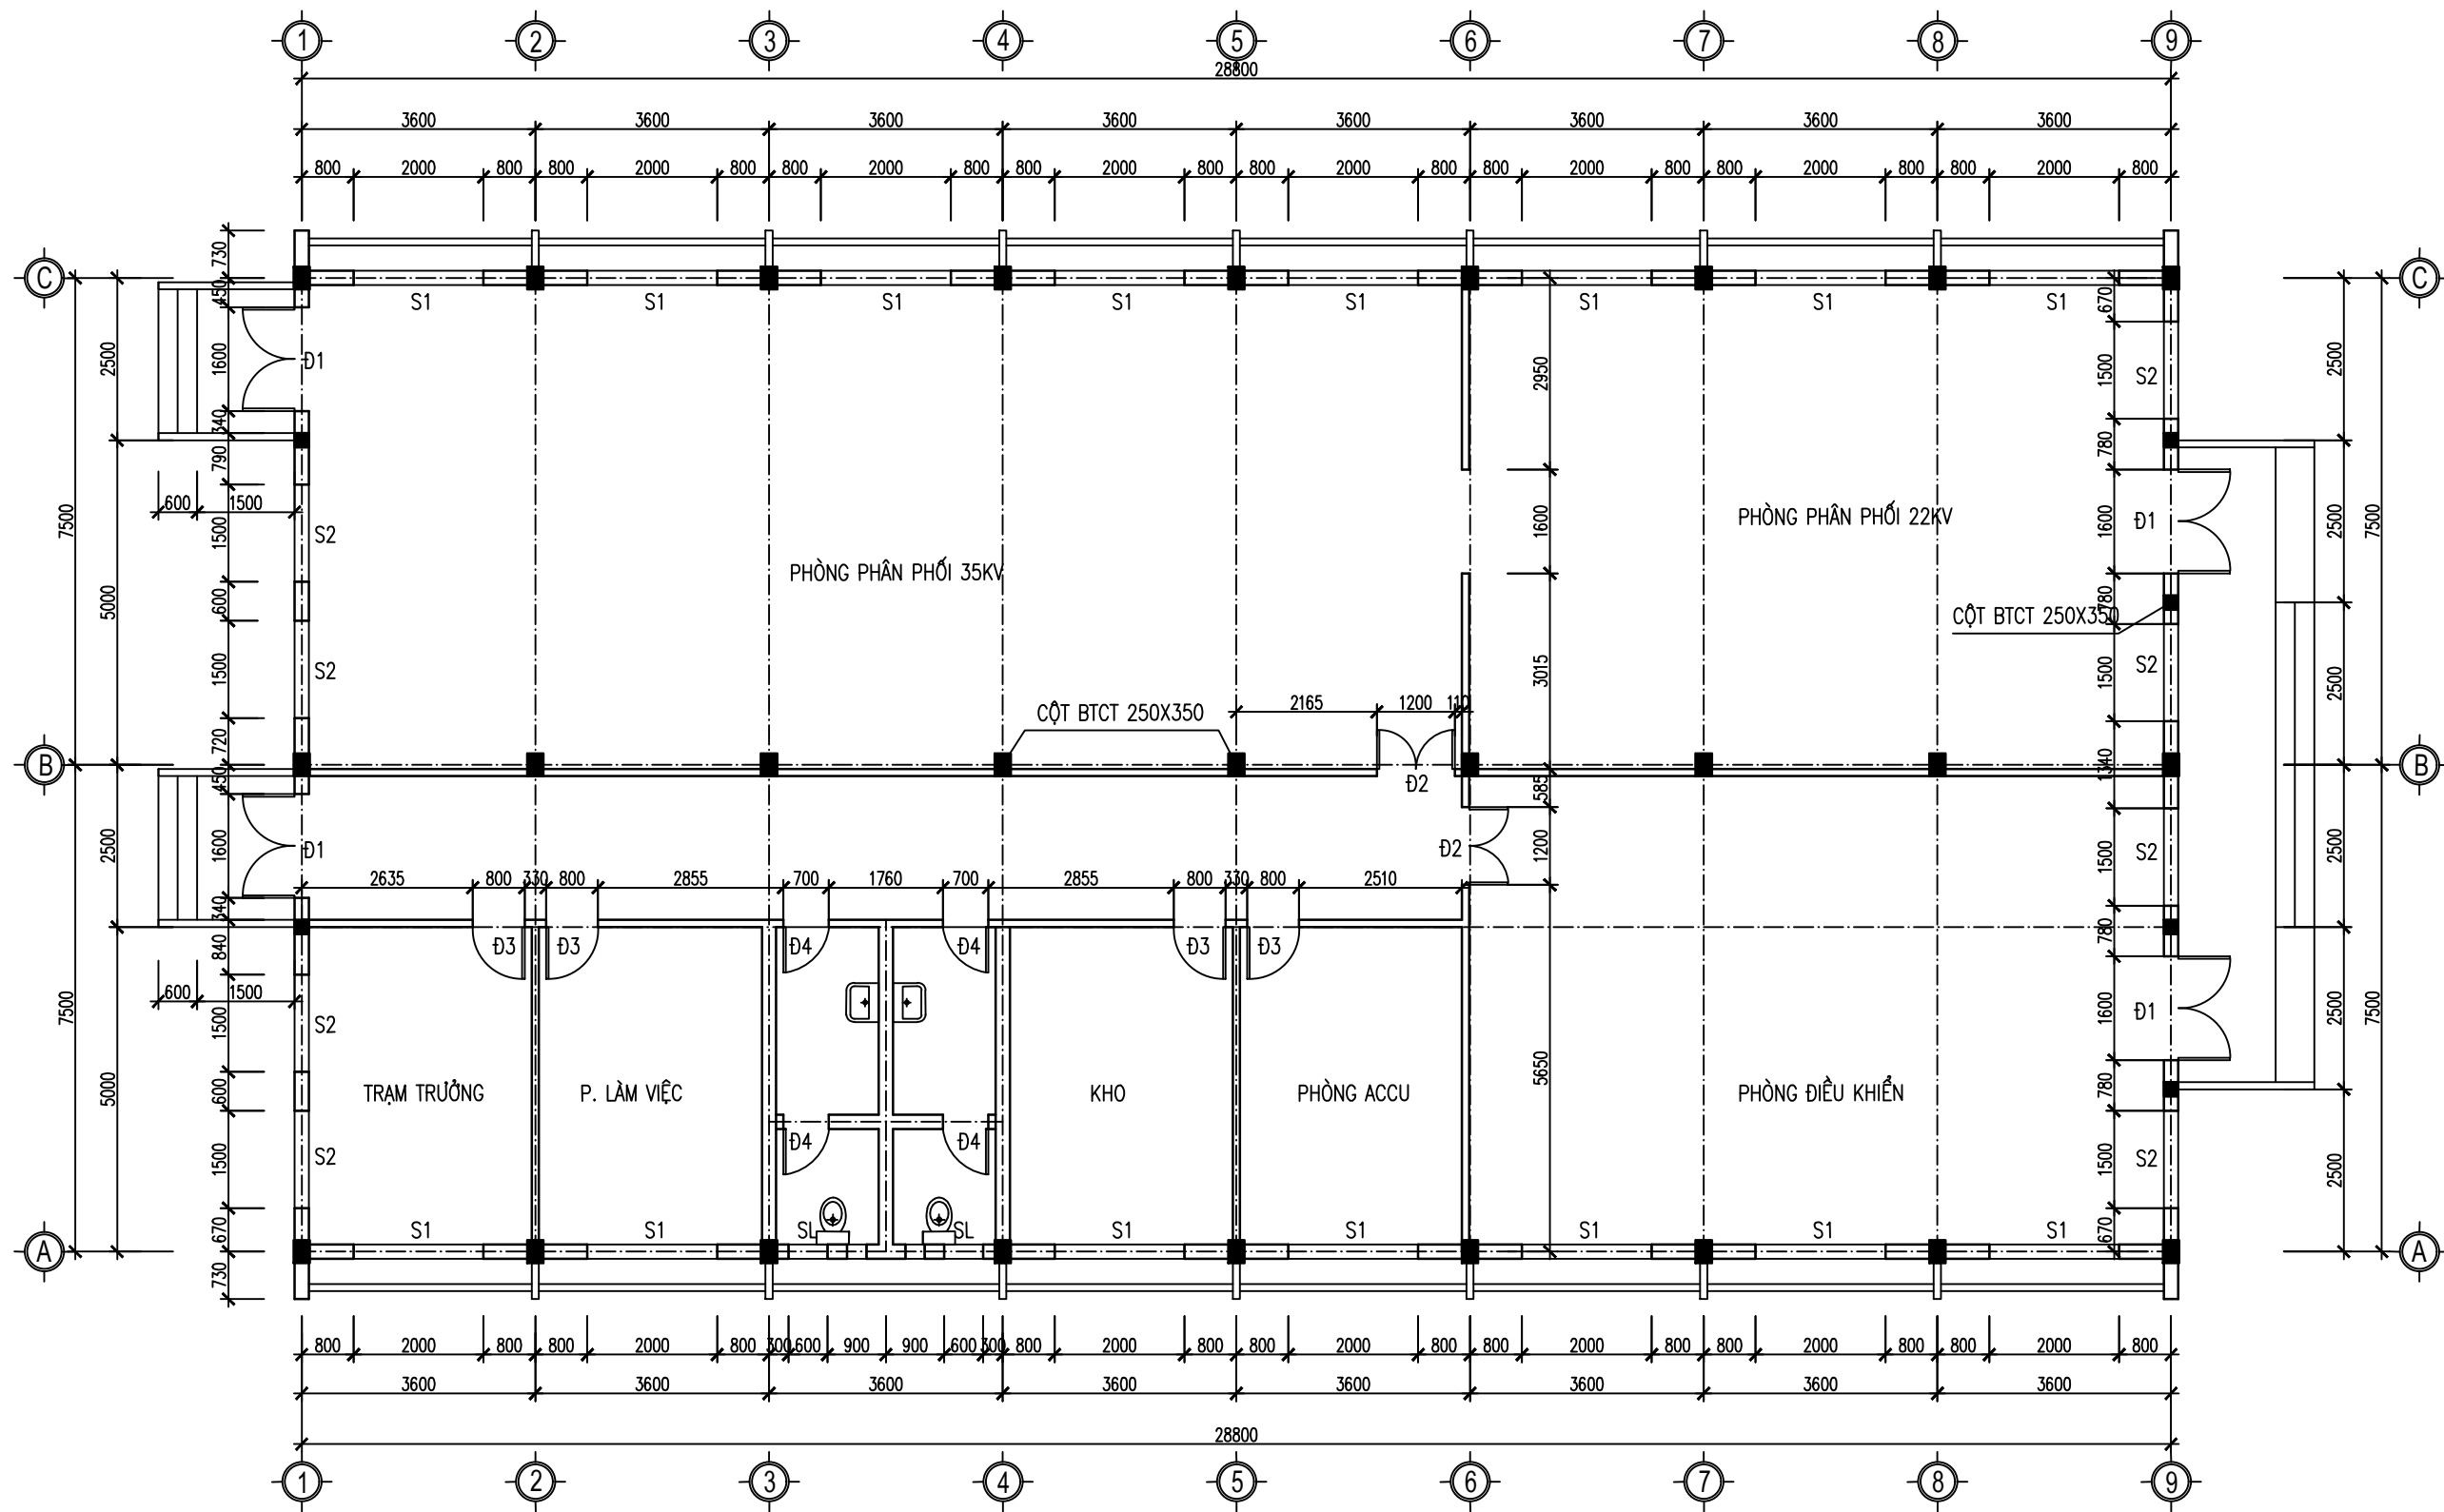 1 2 3 4 5 6 7 8 9
28800
3600 3600 3600 3600 3600 3600 3600 3600
800 2000 800 800 2000 800 800 2000 800 800 2000 800 800 2000 800 800 2000 800 800 2000 800 800 2000 800
C C
730 450 1600 340 790 1500 600 1500 720 450 1600 340 840 1500 600 1500 670 730
2500 5000 2500 5000
7500 7500
S1 S1 S1 S1 S1 S1 S1 S1
670 1500 780 1600 780 1500 1340 1500 780 1600 780 1500 670
2500 2500 2500 2500 2500 2500
7500 7500
2950 1600 3015 585 1200 5650
Đ1
S2
600 1500
S2
PHÒNG PHÂN PHỐI 22KV
Đ1
PHÒNG PHÂN PHỐI 35KV
CỘT BTCT 250X350
S2
S2
2165 1200 110
CỘT BTCT 250X350
B B
Đ2
Đ1
Đ2
S2
2635 800 330 800 2855 700 1760 700 2855 800 330 800 2510
Đ3 Đ3 Đ4 Đ4 Đ3 Đ3
600 1500
Đ1
S2
TRẠM TRƯỞNG
P. LÀM VIỆC
KHO
PHÒNG ACCU
PHÒNG ĐIỀU KHIỂN
Đ4 Đ4
S2
S2
S1 S1 SL SL S1 S1 S1 S1 S1
A A
800 2000 800 800 2000 800 300 600 900 900 600 300 800 2000 800 800 2000 800 800 2000 800 800 2000 800 800 2000 800
3600 3600 3600 3600 3600 3600 3600 3600
28800
1 2 3 4 5 6 7 8 9